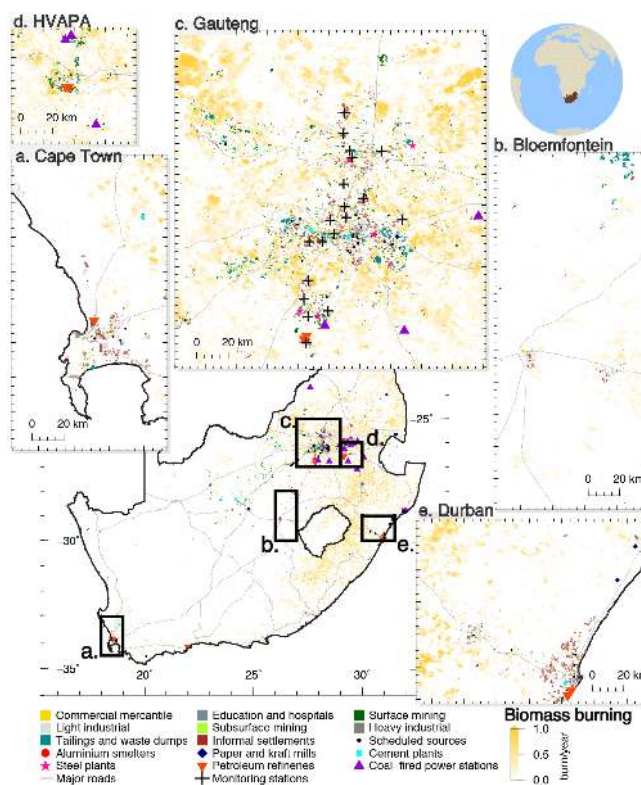 d. HVAPA
c. Gauteng
0 20 km
a. Cape Town
b. Bloemfontein
0 20 km
0 20 km
0 20 km
c.
d.
-25
b.
e.
-30
e. Durban
a.
-35
20
25
30
0 20 km
Commercial mercantile
Education and hospitals
Surface mining
Biomass burning
Light industrial
Subsurface mining
Heavy industrial
1.0
Tailings and waste dumps
Informal settlements
Scheduled sources
Aluminium smelters
Paper and kraft mills
Cement plants
burn/year
Steel plants
Petroleum refineries
Coal-fired power stations
Major roads
Monitoring stations
0.0